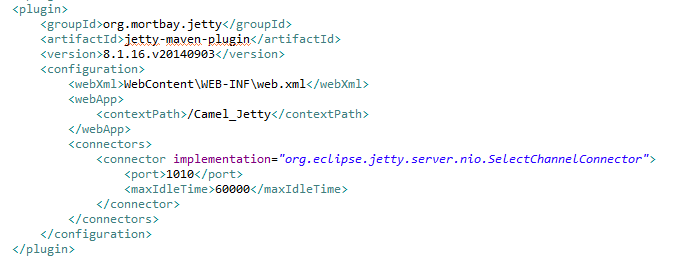 <plugin>
    <groupId>org.mortbay.jetty</groupId>
    <artifactId>jetty-maven-plugin</artifactId>
    <version>8.1.16.v20140903</version>
    <configuration>
        <webXml>WebContent\WEB-INF\web.xml</webXml>
        <webApp>
            <contextPath>/Camel_Jetty</contextPath>
        </webApp>
        <connectors>
            <connector implementation="org.eclipse.jetty.server.nio.SelectChannelConnector">
                <port>1010</port>
                <maxIdleTime>60000</maxIdleTime>
            </connector>
        </connectors>
    </configuration>
</plugin>